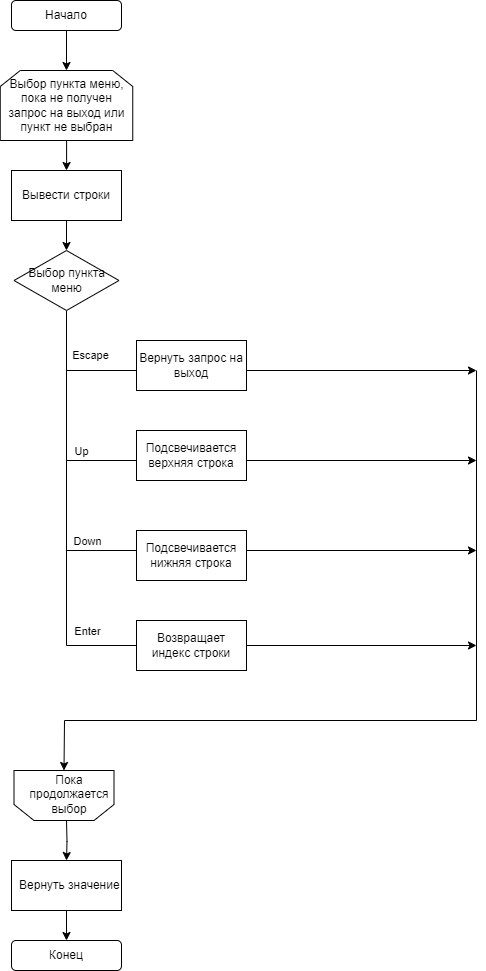 Начало
Выбор пункта меню,
пока не получен
запрос на выход или
пункт не выбран
Вывести строки
Выбор пункта
меню
Escape
Вернуть запрос на
выход
Up
Подсвечивается
верхняя строка
Down
Подсвечивается
нижняя строка
Enter
Возвращает
индекс строки
Пока
продолжается
выбор
Вернуть значение
Конец